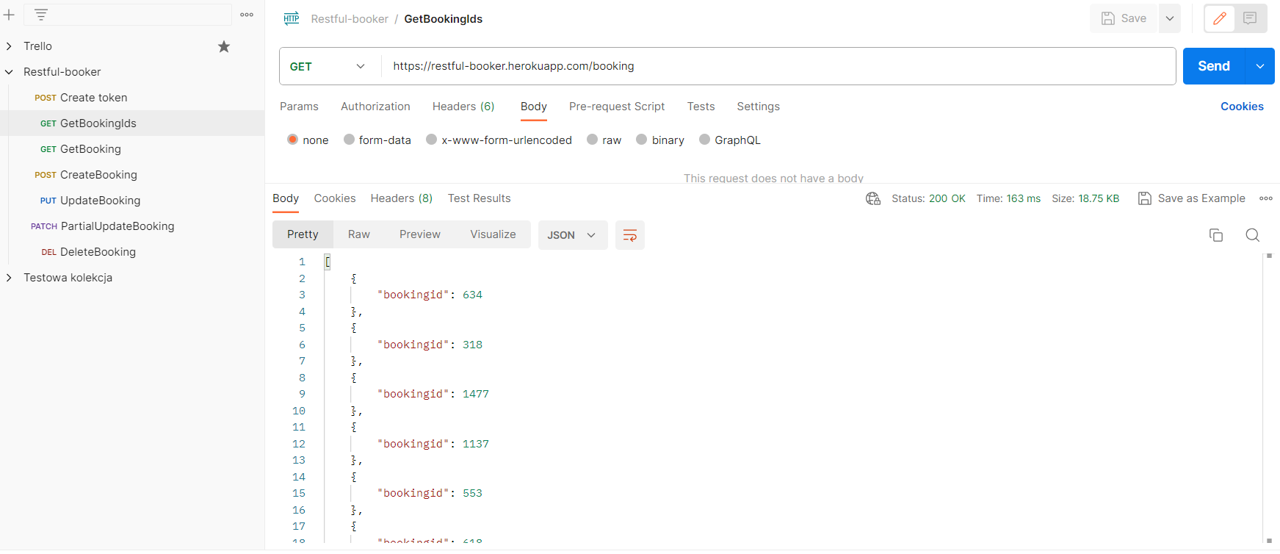 Restful-booker / GetBookingIds
Save
Trello
Restful-booker
POST Create token
GET GetBookingIds
GET GetBooking
POST CreateBooking
PUT UpdateBooking
PATCH PartialUpdateBooking
DEL DeleteBooking
Testowa kolekcja
HTTP
GET
https://restful-booker.herokuapp.com/booking
Send
Params Authorization Headers (6) Body Pre-request Script Tests Settings Cookies
none form-data x-www-form-urlencoded raw binary GraphQL
This request does not have a body
Body Cookies Headers (8) Test Results Status: 200 OK Time: 163 ms Size: 18.75 KB Save as Example
Pretty Raw Preview Visualize JSON
1 [
2 {
3 "bookingid": 634
4 },
5 {
6 "bookingid": 318
7 },
8 {
9 "bookingid": 1477
10 },
11 {
12 "bookingid": 1137
13 },
14 {
15 "bookingid": 553
16 },
17 {
18 "bookingid": 618